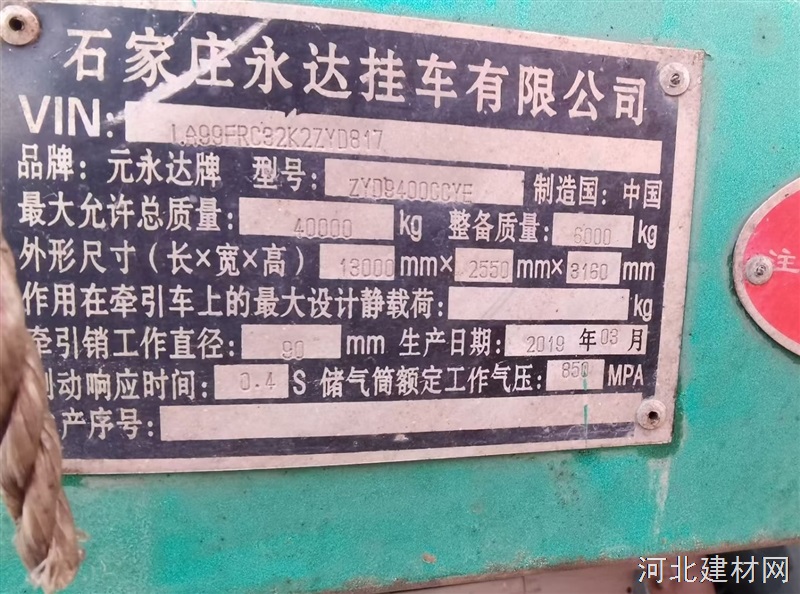 石家庄永达挂车有限公司
VIN: LA99FRC32K2ZYD817
品牌: 元永达牌 型号: ZYD9400CCYE 制造国: 中国
最大允许总质量: 40000 kg 整备质量: 6000 kg
外形尺寸(长×宽×高) 13000 mm× 2550 mm× 3160 mm
作用在牵引车上的最大设计静载荷: kg
牵引销工作直径: 90 mm 生产日期: 2019 年 03 月
动响应时间: 0.4 S 储气筒额定工作气压: 850 MPA
产序号:
注
河北建材网